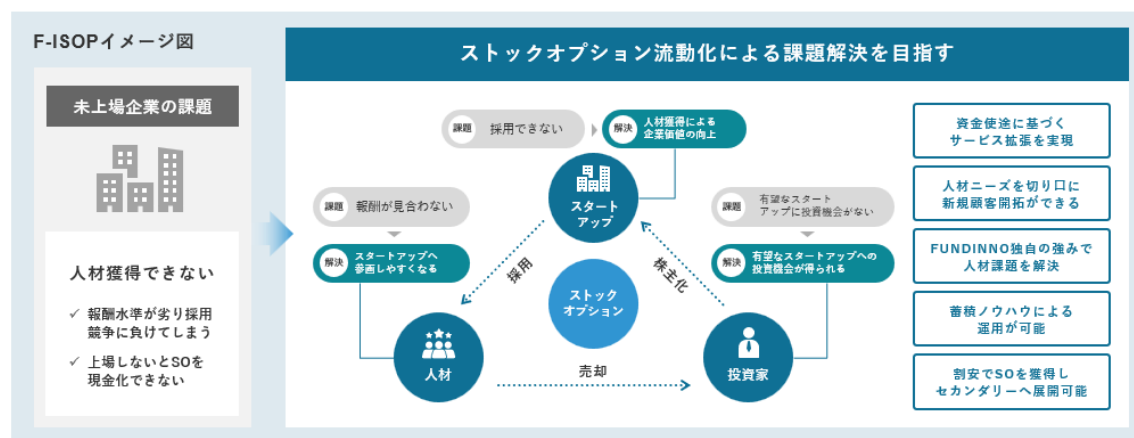 F-ISOPイメージ図
未上場企業の課題
人材獲得できない
✓ 報酬水準が劣り採用
競争に負けてしまう
✓ 上場しないとSOを
現金化できない
ストックオプション流動化による課題解決を目指す
課題 採用できない
解決 人材獲得による
企業価値の向上
スタート
アップ
課題 報酬が見合わない
解決 スタートアップへ
参画しやすくなる
課題 有望なスタート
アップに投資機会がない
解決 有望なスタートアップへの
投資機会が得られる
採用
株主化
ストック
オプション
人材
売却
投資家
資金使途に基づく
サービス拡張を実現
人材ニーズを切り口に
新規顧客開拓ができる
FUNDINNO独自の強みで
人材課題を解決
蓄積ノウハウによる
運用が可能
割安でSOを獲得し
セカンダリーへ展開可能